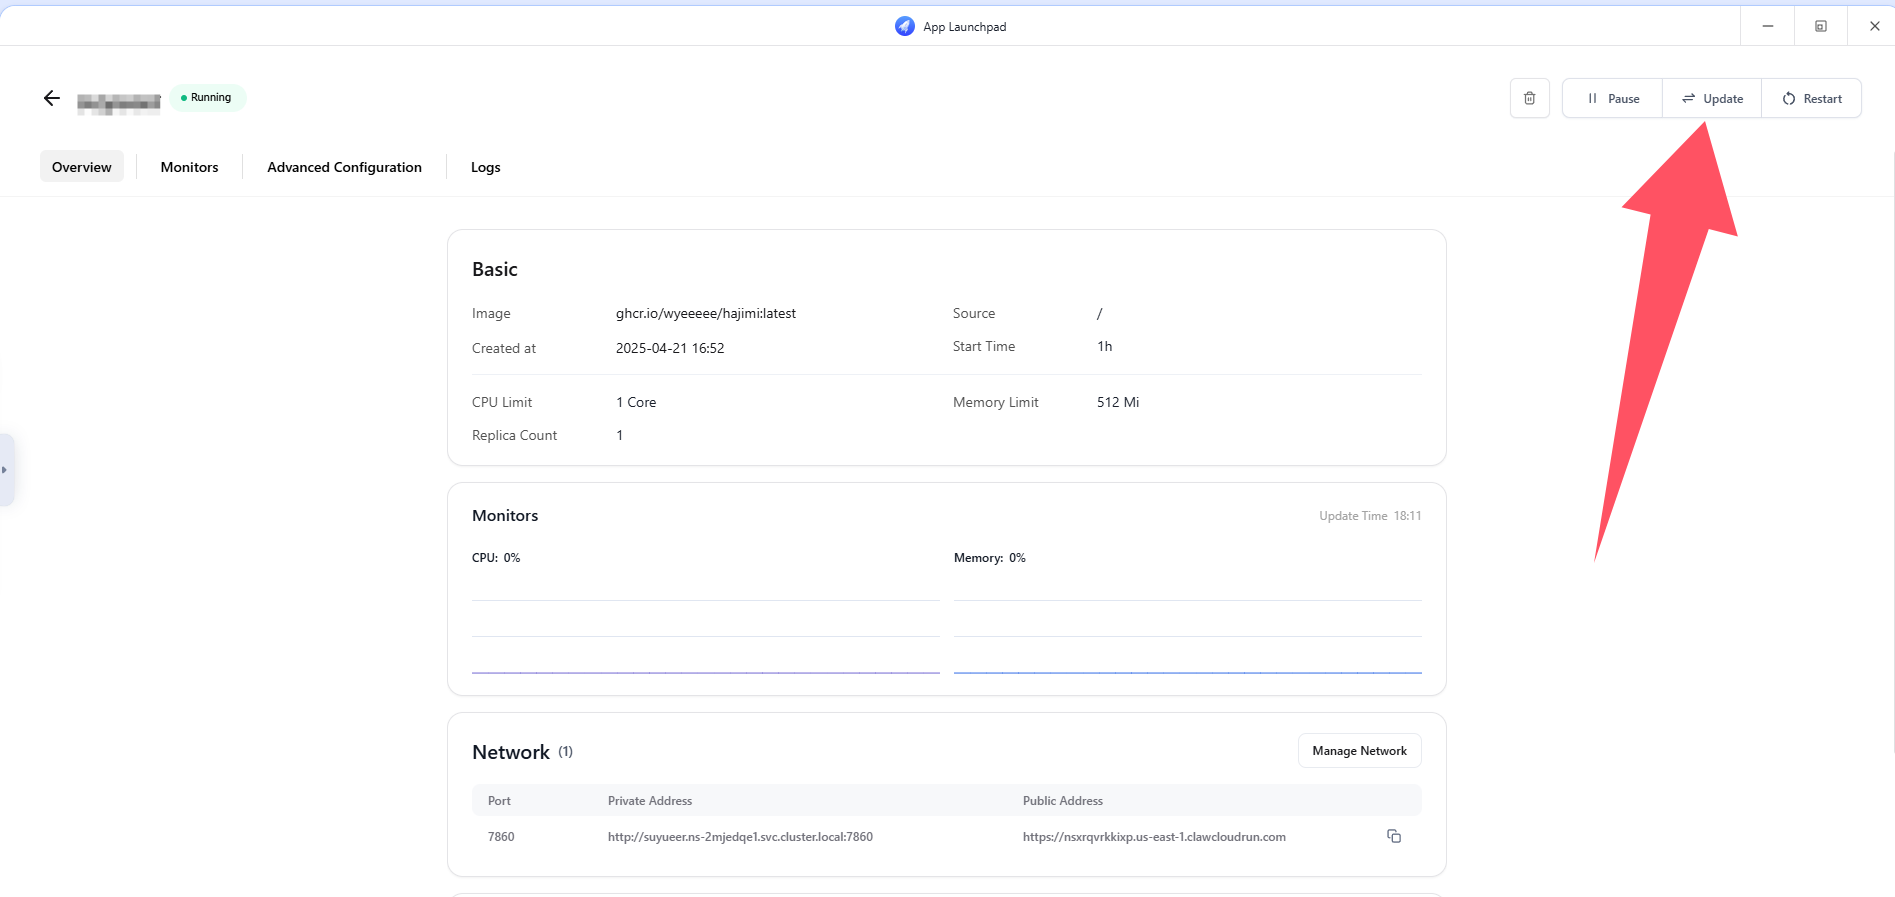 App Launchpad
Running
Pause
Update
Restart
Overview
Monitors
Advanced Configuration
Logs
Basic
Image
ghcr.io/wyeeeee/hajimi:latest
Source
/
Created at
2025-04-21 16:52
Start Time
1h
CPU Limit
1 Core
Memory Limit
512 Mi
Replica Count
1
Monitors
Update Time 18:11
CPU: 0%
Memory: 0%
Network (1)
Manage Network
Port
Private Address
Public Address
7860
http://suyueer.ns-2mjedqe1.svc.cluster.local:7860
https://nsxrqvrkkixp.us-east-1.clawcloudrun.com